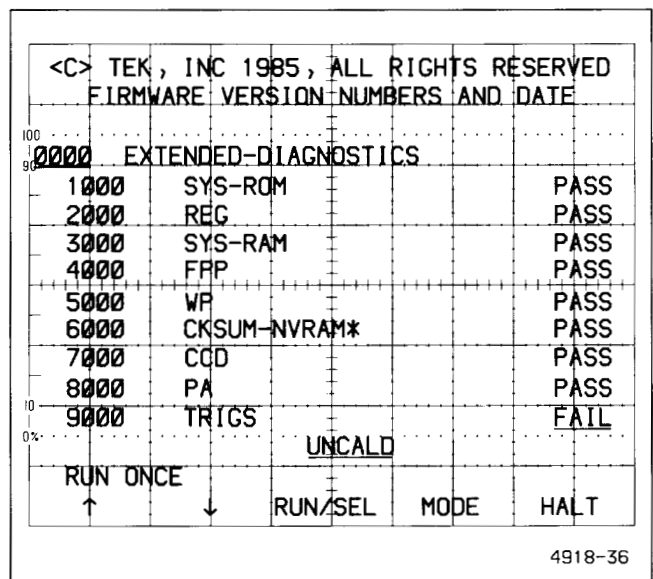 <C> TEK, INC 1985, ALL RIGHTS RESERVED
FIRMWARE VERSION NUMBERS AND DATE
100
0000 EXTENDED-DIAGNOSTICS
90
1000 SYS-ROM PASS
2000 REG PASS
3000 SYS-RAM PASS
4000 FPP PASS
5000 WP PASS
6000 CKSUM-NVRAM* PASS
7000 CCD PASS
8000 PA PASS
10
9000 TRIGS FAIL
0%
UNCALD
RUN ONCE
↑ ↓ RUN/SEL MODE HALT
4918-36